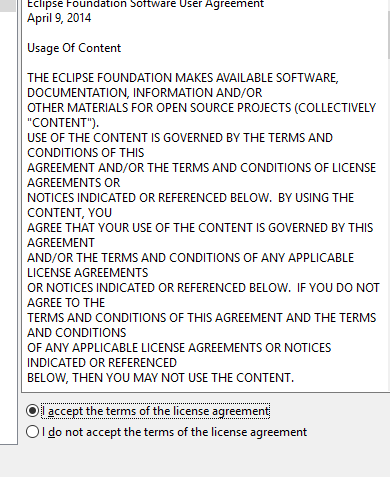 Eclipse Foundation Software User Agreement
April 9, 2014
Usage Of Content
THE ECLIPSE FOUNDATION MAKES AVAILABLE SOFTWARE,
DOCUMENTATION, INFORMATION AND/OR
OTHER MATERIALS FOR OPEN SOURCE PROJECTS (COLLECTIVELY
"CONTENT").
USE OF THE CONTENT IS GOVERNED BY THE TERMS AND
CONDITIONS OF THIS
AGREEMENT AND/OR THE TERMS AND CONDITIONS OF LICENSE
AGREEMENTS OR
NOTICES INDICATED OR REFERENCED BELOW.  BY USING THE
CONTENT, YOU
AGREE THAT YOUR USE OF THE CONTENT IS GOVERNED BY THIS
AGREEMENT
AND/OR THE TERMS AND CONDITIONS OF ANY APPLICABLE
LICENSE AGREEMENTS
OR NOTICES INDICATED OR REFERENCED BELOW.  IF YOU DO NOT
AGREE TO THE
TERMS AND CONDITIONS OF THIS AGREEMENT AND THE TERMS
AND CONDITIONS
OF ANY APPLICABLE LICENSE AGREEMENTS OR NOTICES
INDICATED OR REFERENCED
BELOW, THEN YOU MAY NOT USE THE CONTENT.
I accept the terms of the license agreement
I do not accept the terms of the license agreement